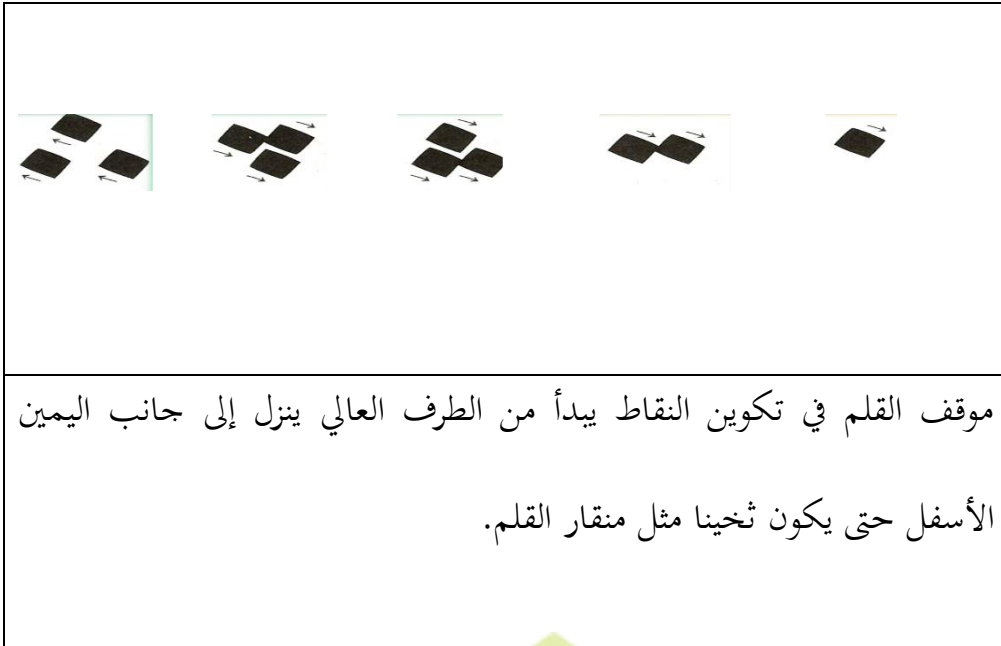 موقف القلم في تكوين النقاط يبدأ من الطرف العالي ينزل إلى جانب اليمين
الأسفل حتى يكون ثخينا مثل منقار القلم.